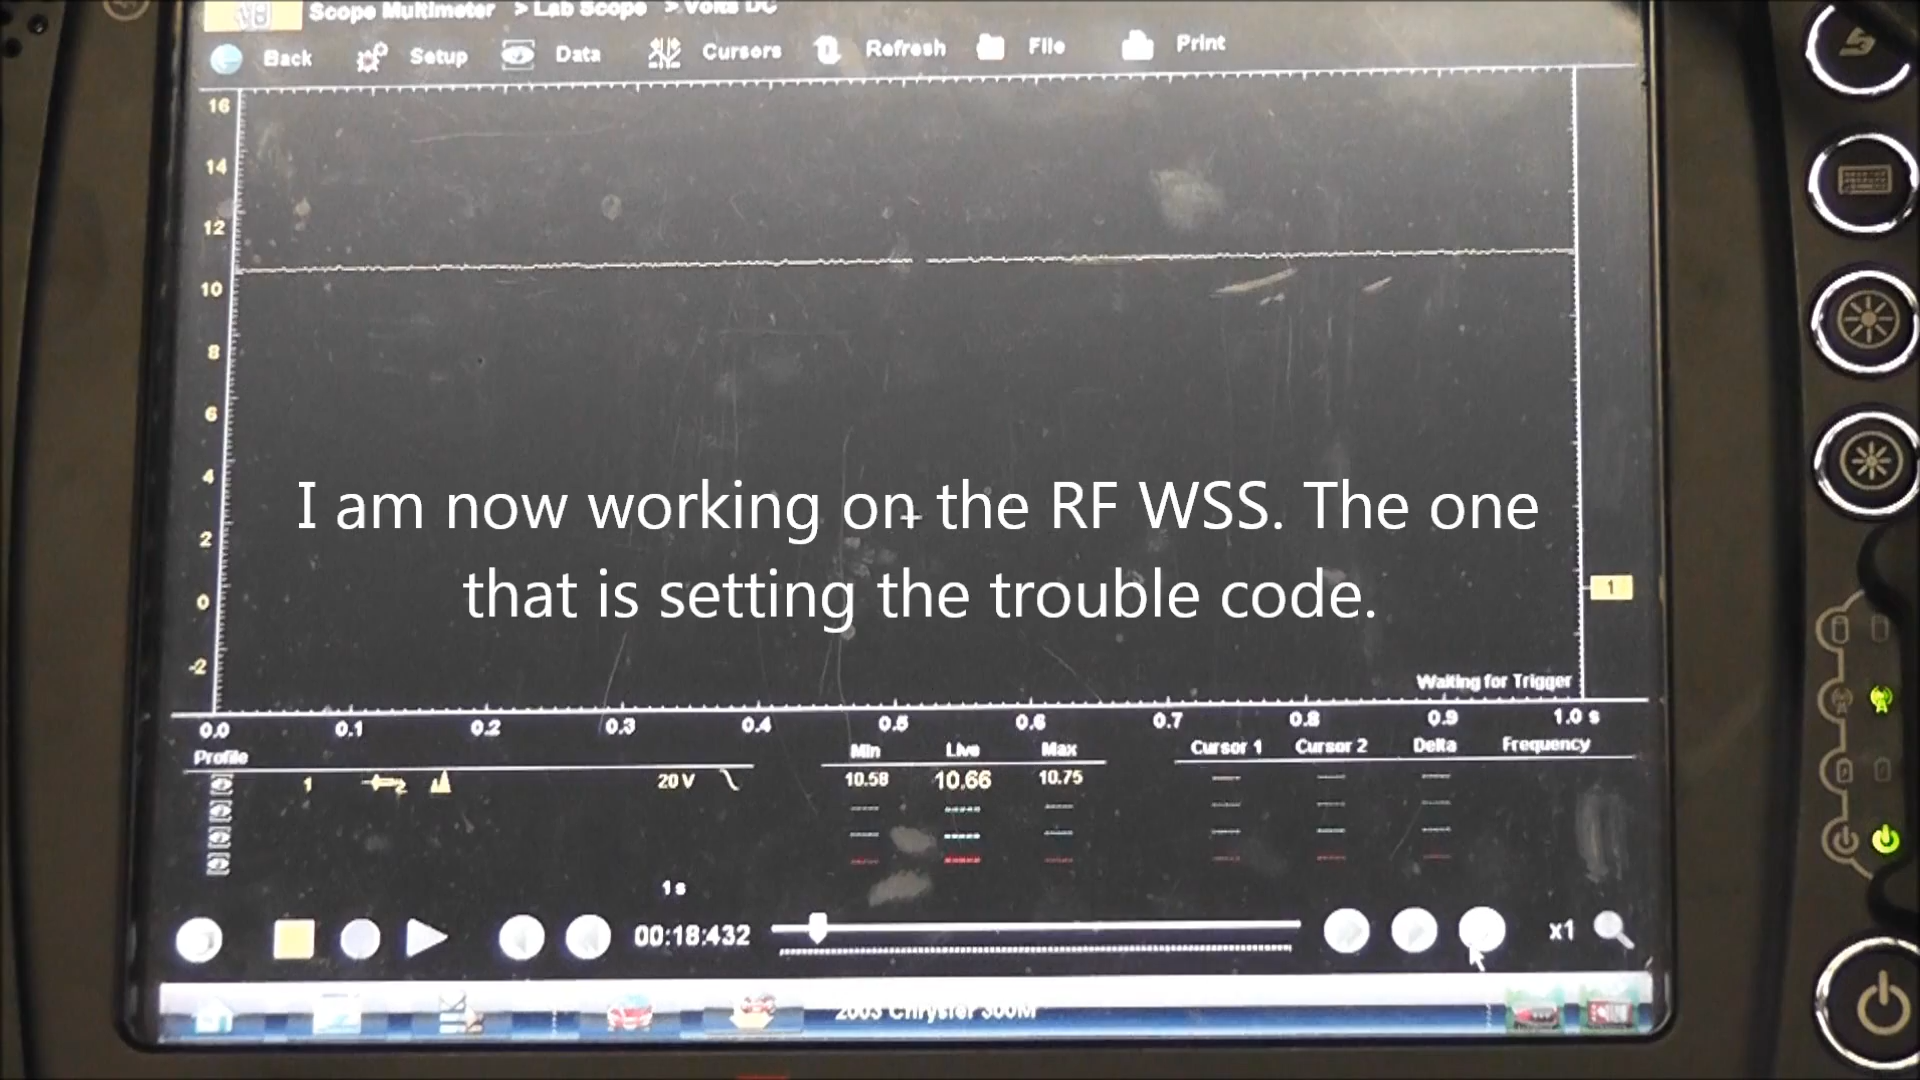 Scope Multimeter > Lab Scope > Volts DC
Back Setup Data Cursors Refresh File Print
16
14
12
10
8
6
4
2
0
-2
I am now working on the RF WSS. The one
that is setting the trouble code.
1
Waiting for Trigger
0.0 0.1 0.2 0.3 0.4 0.5 0.6 0.7 0.8 0.9 1.0 s
Profile Min Live Max Cursor 1 Cursor 2 Delta Frequency
1 20 V 10.58 10.66 10.75
1 s
00:18:432 x1
2003 Chrysler 300M